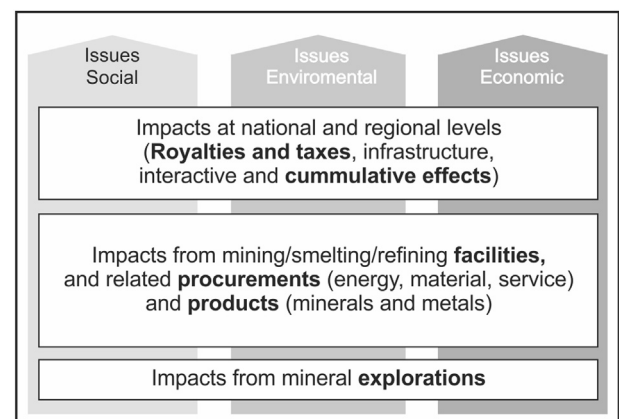 Issues
Social
Issues
Enviromental
Issues
Economic
Impacts at national and regional levels
(Royalties and taxes, infrastructure,
interactive and cummulative effects)
Impacts from mining/smelting/refining facilities,
and related procurements (energy, material, service)
and products (minerals and metals)
Impacts from mineral explorations